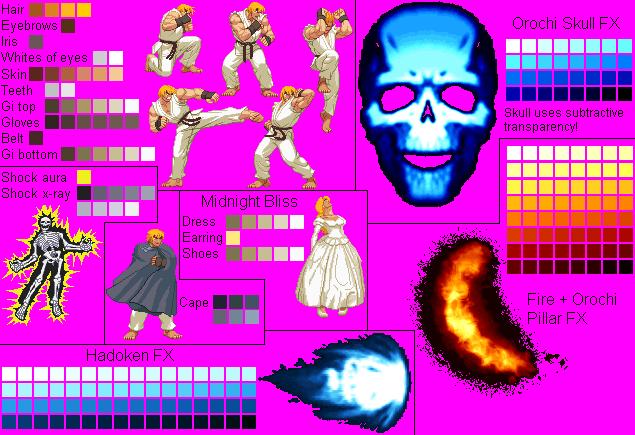 Hair
Eyebrows
Iris
Whites of eyes
Skin
Teeth
Gi top
Gloves
Belt
Gi bottom
Shock aura
Shock x-ray
Orochi Skull FX
Skull uses subtractive
transparency!
Midnight Bliss
Dress
Earring
Shoes
Cape
Fire + Orochi
Pillar FX
Hadoken FX